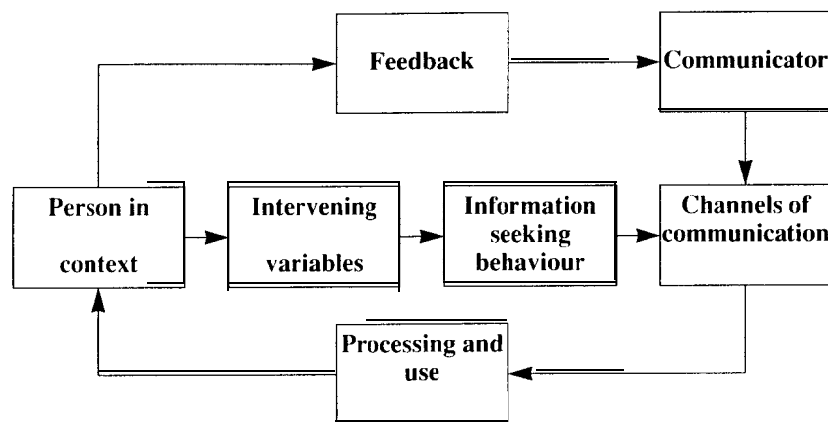 Feedback
Communicator
Person in
context
Intervening
variables
Information
seeking
behaviour
Channels of
communication
Processing and
use